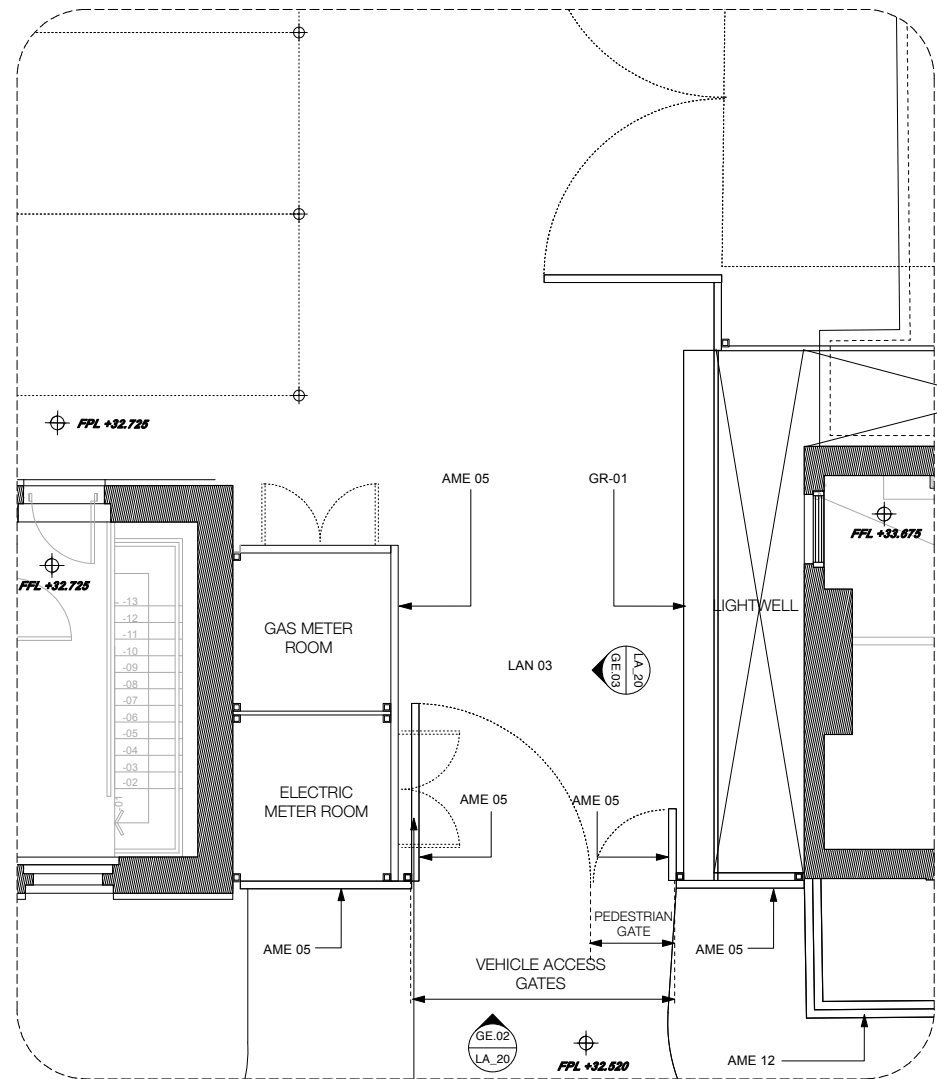 FPL +32.725
AME 05
GR-01
FFL +33.675
FFL +32.725
-13
-12
-11
-10
-09
-08
-07
-06
-05
-04
-03
-02
01
GAS METER
ROOM
LIGHTWELL
LAN 03
LA_20
GE.03
ELECTRIC
METER ROOM
AME 05
AME 05
PEDESTRIAN
GATE
AME 05
AME 05
VEHICLE ACCESS
GATES
GE.02
LA_20
FPL +32.520
AME 12